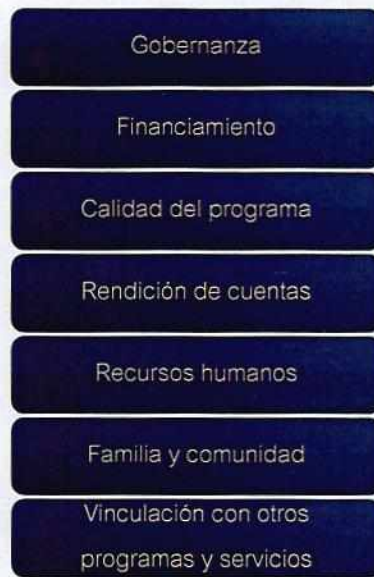 Gobernanza
Financiamiento
Calidad del programa
Rendición de cuentas
Recursos humanos
Familia y comunidad
Vinculación con otros
programas y servicios